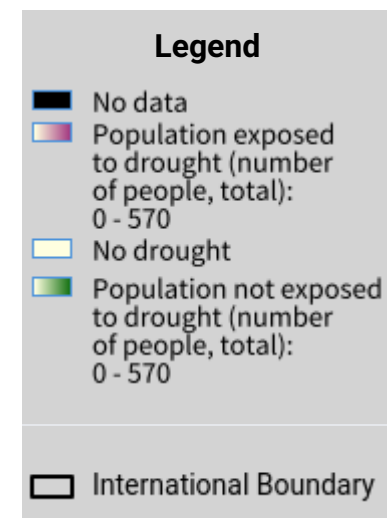 Legend
No data
Population exposed
to drought (number
of people, total):
0 - 570
No drought
Population not exposed
to drought (number
of people, total):
0 - 570
International Boundary